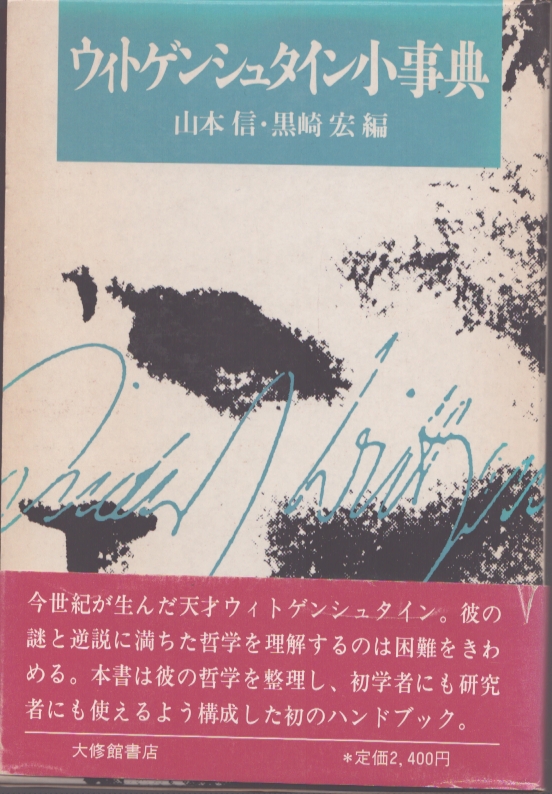 ウィトゲンシュタイン小事典
山本 信・黒崎 宏 編
今世紀が生んだ天才ウィトゲンシュタイン。彼の
謎と逆説に満ちた哲学を理解するのは困難をきわ
める。本書は彼の哲学を整理し、初学者にも研究
者にも使えるよう構成した初のハンドブック。
大修館書店
*定価2,400円